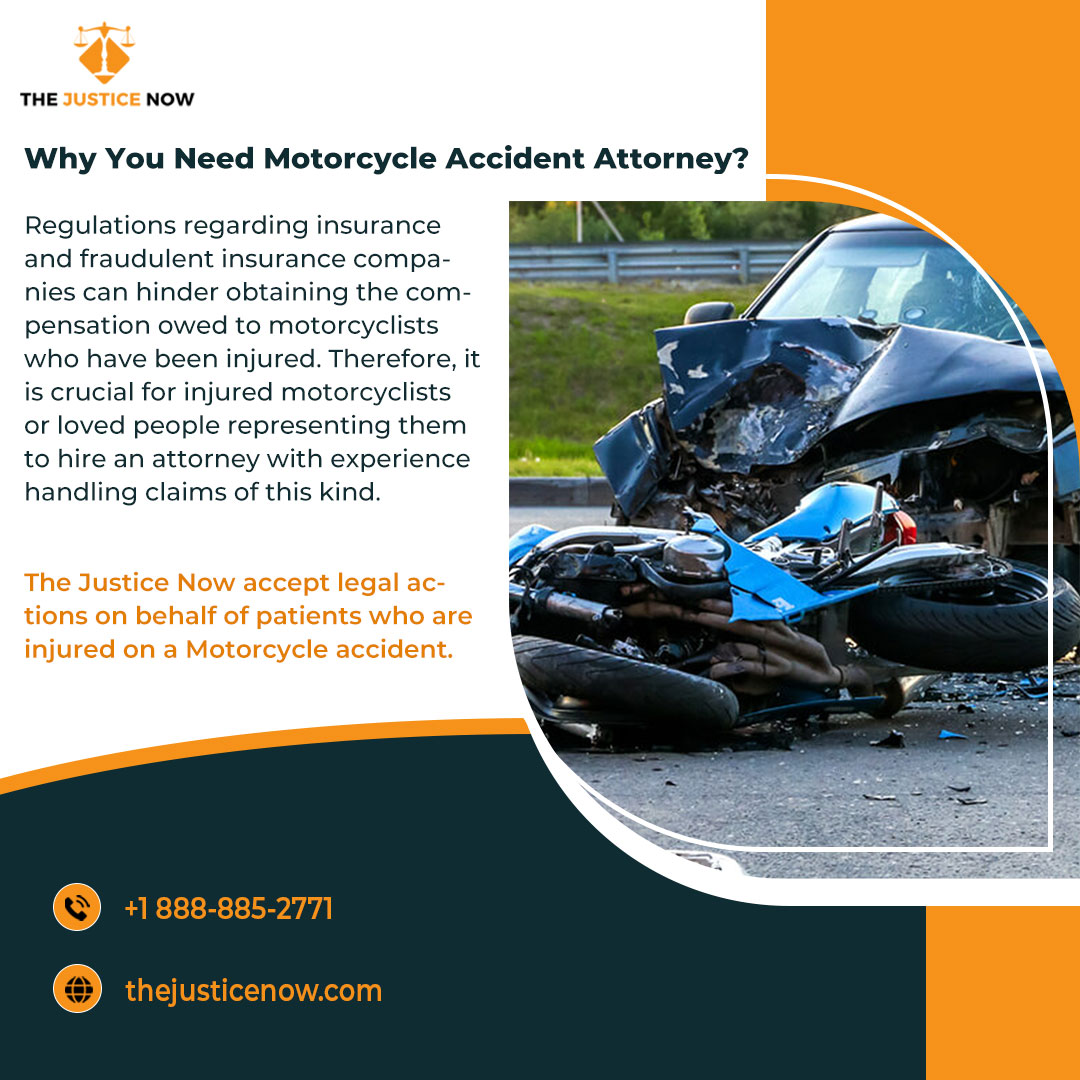 THE JUSTICE NOW
Why You Need Motorcycle Accident Attorney?
Regulations regarding insurance
and fraudulent insurance compa-
nies can hinder obtaining the com-
pensation owed to motorcyclists
who have been injured. Therefore, it
is crucial for injured motorcyclists
or loved people representing them
to hire an attorney with experience
handling claims of this kind.
The Justice Now accept legal ac-
tions on behalf of patients who are
injured on a Motorcycle accident.
+1 888-885-2771
thejusticenow.com